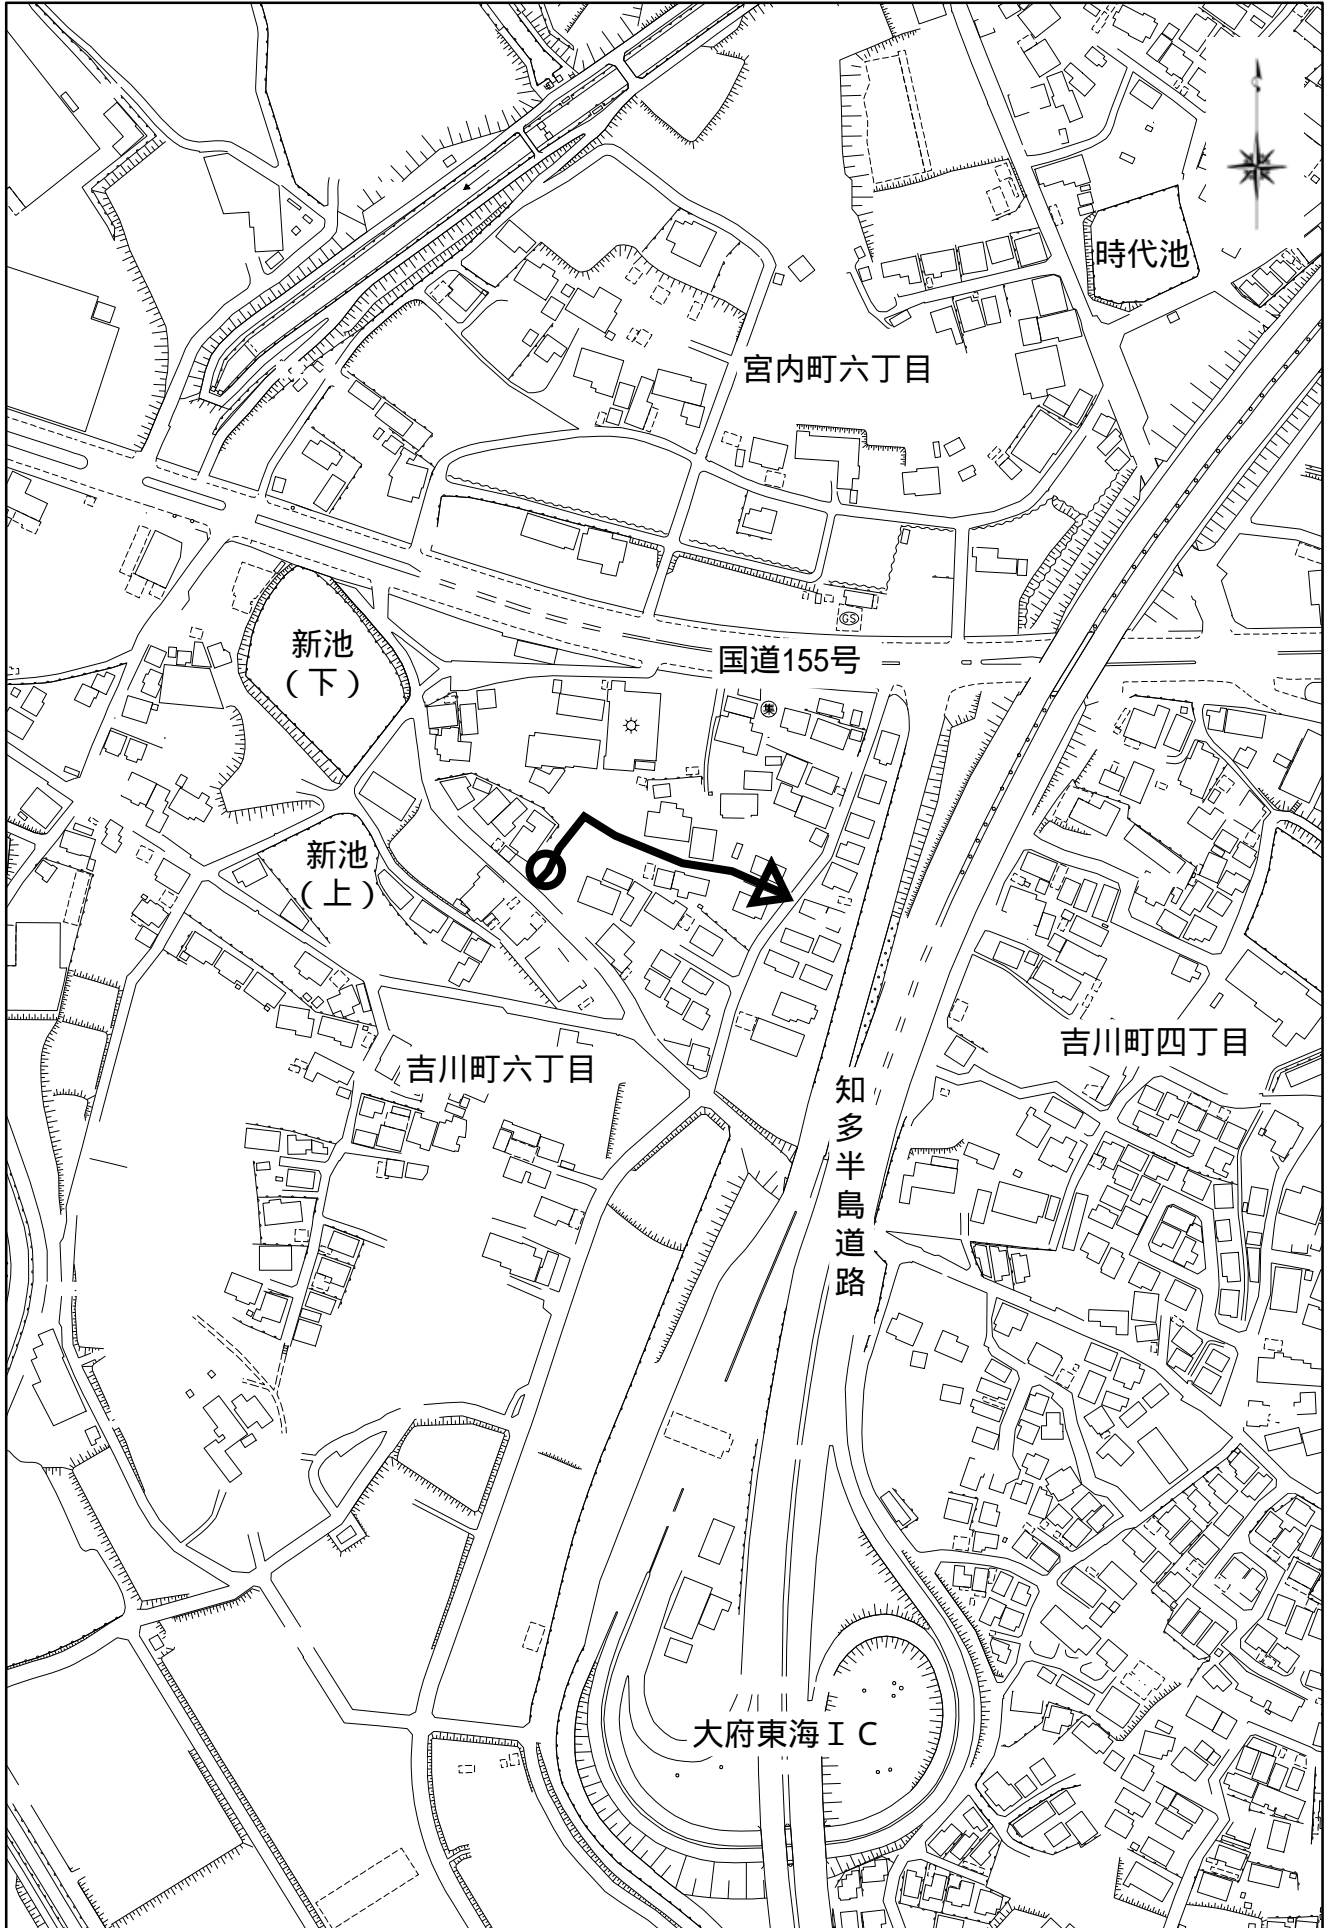 時代池
宮内町六丁目
GS
新池
（下）
国道155号
集
新池
（上）
吉川町四丁目
吉川町六丁目
知多半島道路
大府東海ＩＣ